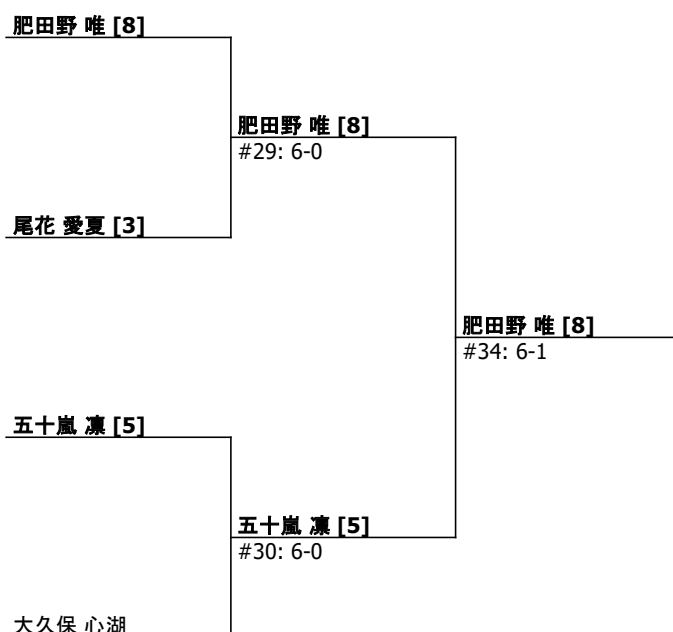 肥田野 唯 [8]
肥田野 唯 [8]
#29: 6-0
尾花 愛夏 [3]
肥田野 唯 [8]
#34: 6-1
五十嵐 凛 [5]
五十嵐 凛 [5]
#30: 6-0
大久保 心湖